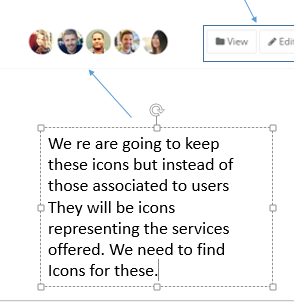 View Edit
We re are going to keep
these icons but instead of
those associated to users
They will be icons
representing the services
offered. We need to find
Icons for these.